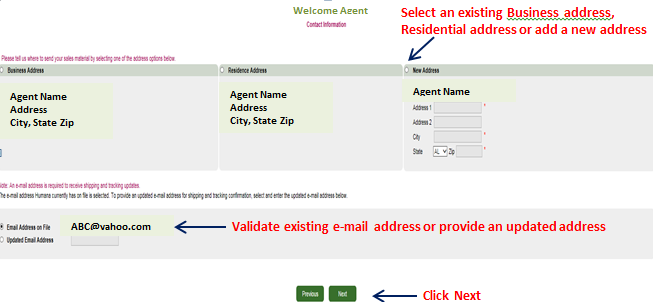 Welcome Agent
Contact Information
Select an existing Business address,
Residential address or add a new address
Please tell us where to send your sales material by selecting one of the address options below.
Business Address
Residence Address
New Address
Agent Name
Address
City, State Zip
Agent Name
Address
City, State Zip
Agent Name
Address 1 *
Address 2
City *
State AL Zip *
Note: An e-mail address is required to receive shipping and tracking updates.
The e-mail address Humana currently has on file is selected. To provide an updated e-mail address for shipping and tracking confirmation, select and enter the updated e-mail address below.
Email Address on File ABC@yahoo.com
Validate existing e-mail address or provide an updated address
Updated Email Address
Previous Next
Click Next